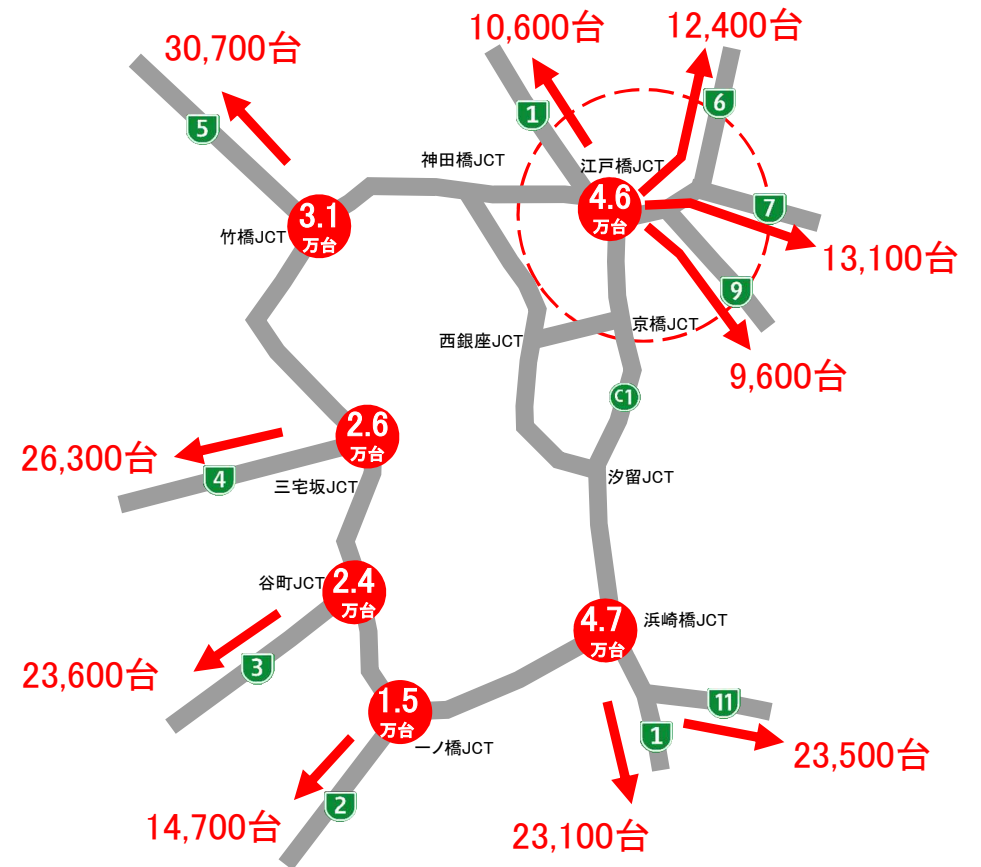 10,600台
12,400台
30,700台
1
6
5
神田橋JCT
江戸橋JCT
4.6
万台
7
3.1
万台
竹橋JCT
13,100台
9
京橋JCT
西銀座JCT
9,600台
C1
2.6
万台
26,300台
4
三宅坂JCT
汐留JCT
谷町JCT
2.4
万台
4.7
万台
浜崎橋JCT
23,600台
3
1.5
万台
11
一ノ橋JCT
1
23,500台
2
14,700台
23,100台